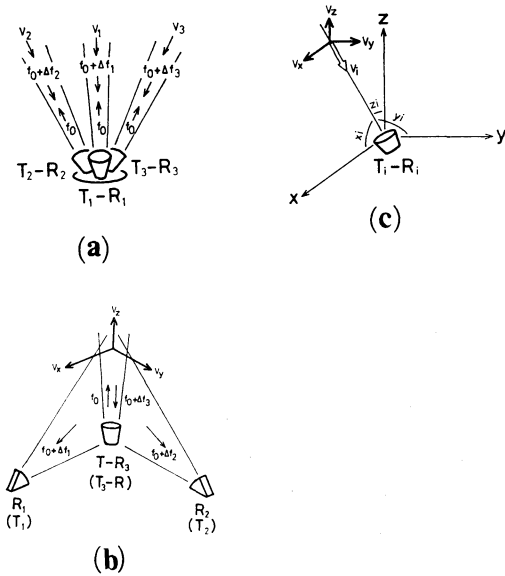 V₂ V₁ V₃
f₀+Δf₂ f₀+Δf₁ f₀+Δf₃
f₀ f₀ f₀
T₂-R₂ T₃-R₃
T₁-R₁
(a)
Vz
Vx Vy
Vi
Z
zi
xi yi
y
Ti-Ri
x
(c)
Vz
Vx Vy
f₀ f₀+Δf₃
f₀+Δf₁ f₀+Δf₂
T-R₃
(T₃-R)
R₁ R₂
(T₁) (T₂)
(b)